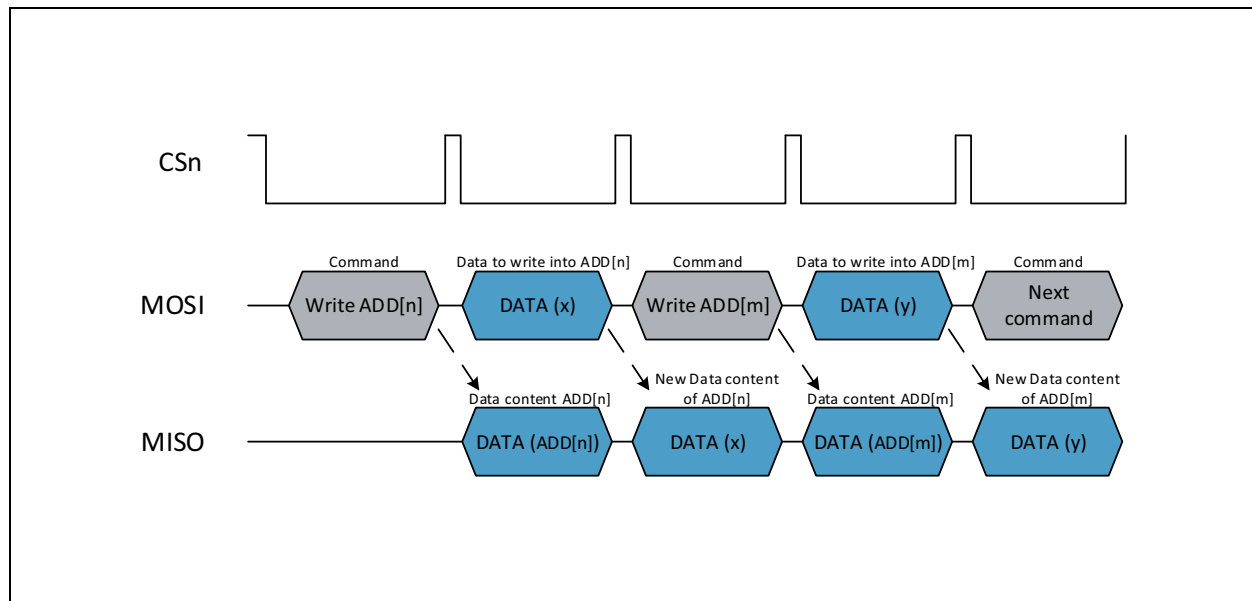 CSn
Command
Data to write into ADD[n]
Command
Data to write into ADD[m]
Command
MOSI
Write ADD[n]
DATA (x)
Write ADD[m]
DATA (y)
Next
command
Data content ADD[n]
New Data content
of ADD[n]
Data content ADD[m]
New Data content
of ADD[m]
MISO
DATA (ADD[n])
DATA (x)
DATA (ADD[m])
DATA (y)